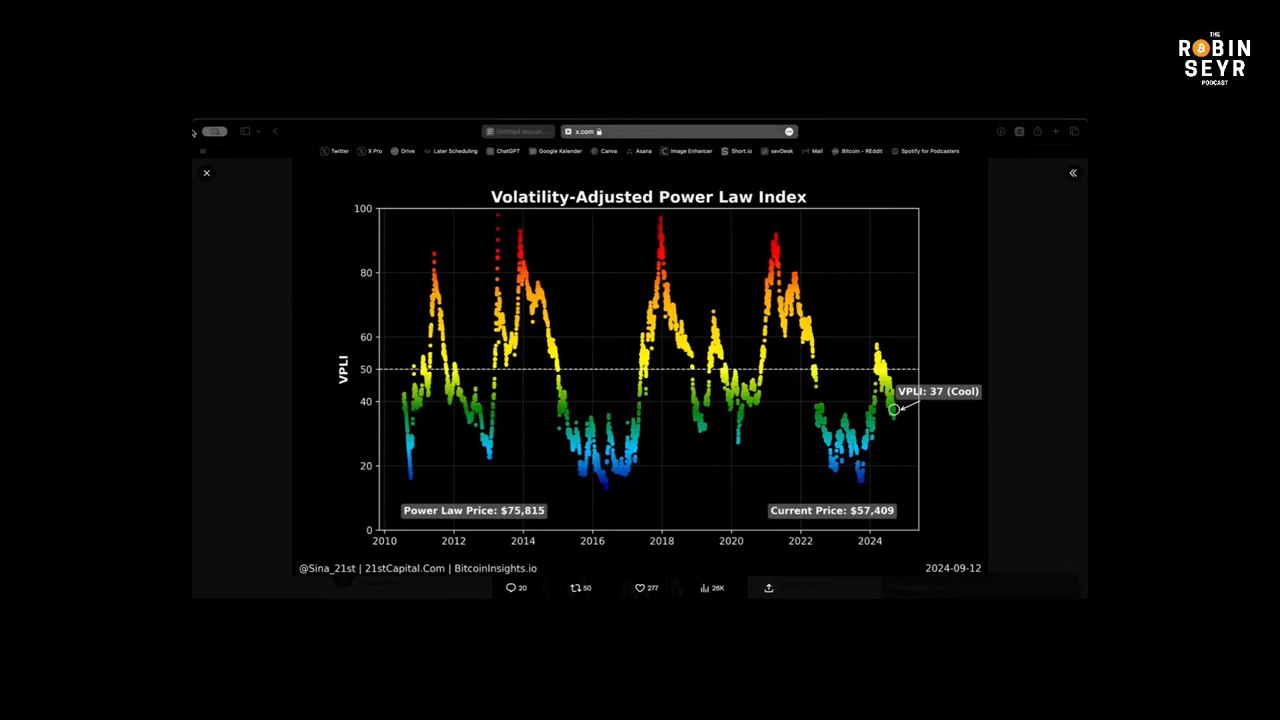 THE
ROBIN
SEYR
PODCAST
Untitled docum...
x.com
Twitter
X Pro
Drive
Later Scheduling
ChatGPT
Google Kalender
Canva
Asana
Image Enhancer
Short.io
sevDesk
Mail
Bitcoin – REddit
Spotify for Podcasters
Volatility-Adjusted Power Law Index
100
80
60
50
40
20
0
VPLI
VPLI: 37 (Cool)
Power Law Price: $75,815
Current Price: $57,409
2010 2012 2014 2016 2018 2020 2022 2024
@Sina_21st | 21stCapital.Com | BitcoinInsights.io
2024-09-12
20 50 277 26K